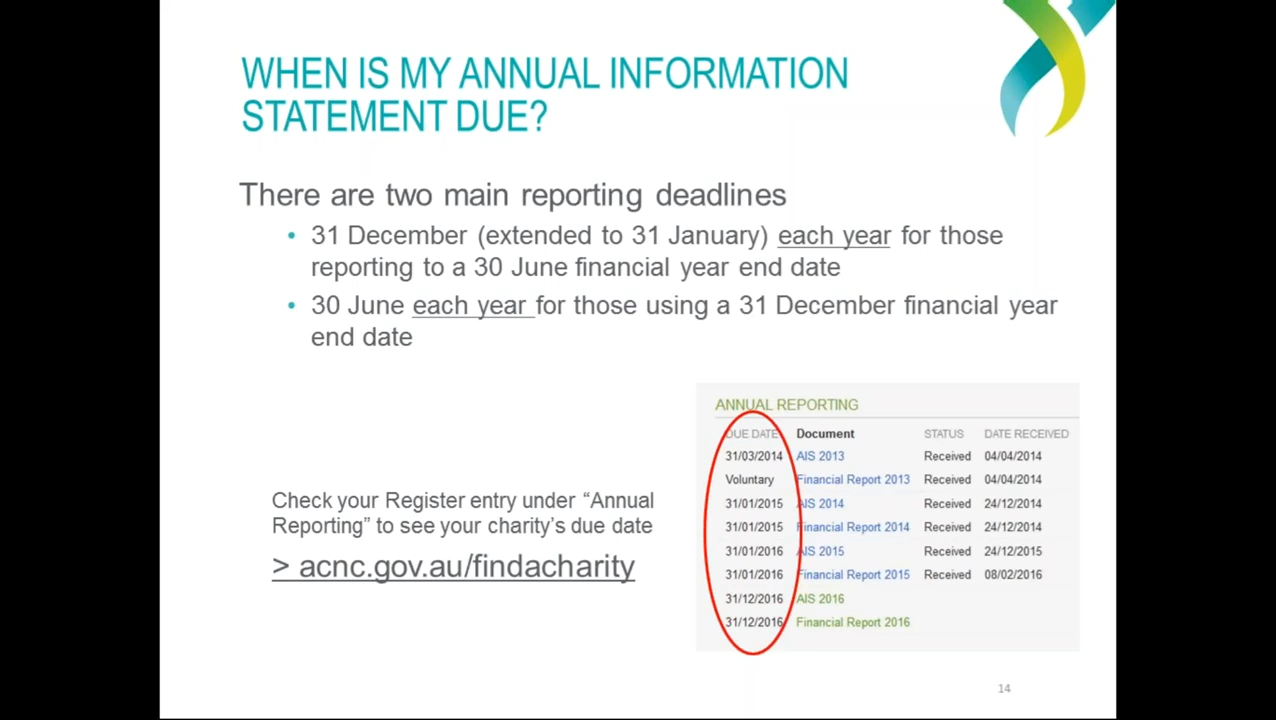 WHEN IS MY ANNUAL INFORMATION
STATEMENT DUE?
There are two main reporting deadlines
• 31 December (extended to 31 January) each year for those
reporting to a 30 June financial year end date
• 30 June each year for those using a 31 December financial year
end date
Check your Register entry under “Annual
Reporting” to see your charity’s due date
> acnc.gov.au/findacharity
ANNUAL REPORTING
DUE DATE Document STATUS DATE RECEIVED
31/03/2014 AIS 2013 Received 04/04/2014
Voluntary Financial Report 2013 Received 04/04/2014
31/01/2015 AIS 2014 Received 24/12/2014
31/01/2015 Financial Report 2014 Received 24/12/2014
31/01/2016 AIS 2015 Received 24/12/2015
31/01/2016 Financial Report 2015 Received 08/02/2016
31/12/2016 AIS 2016
31/12/2016 Financial Report 2016
14